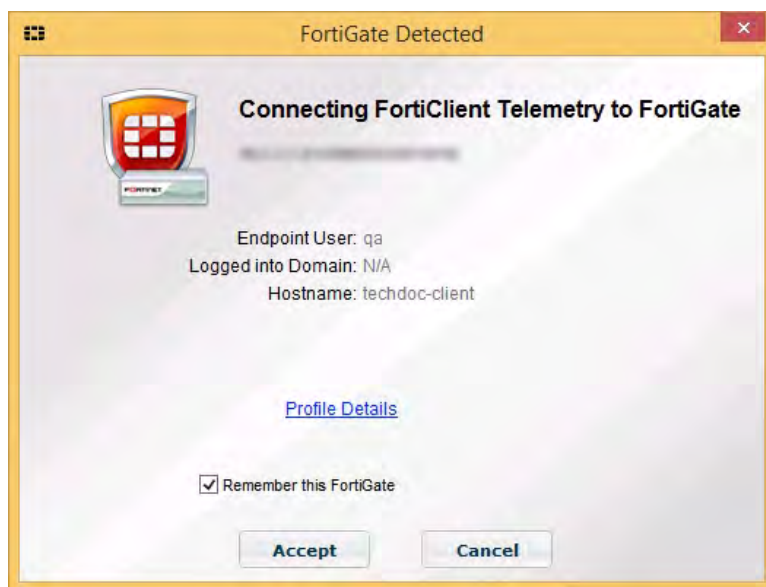 FortiGate Detected
Connecting FortiClient Telemetry to FortiGate
FORTINET
Endpoint User: qa
Logged into Domain: N/A
Hostname: techdoc-client
Profile Details
Remember this FortiGate
Accept Cancel